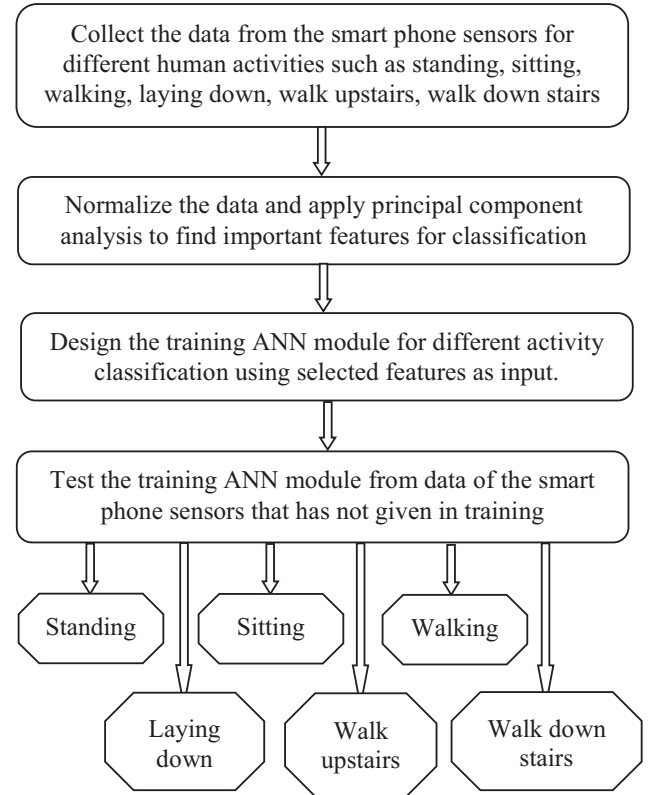 Collect the data from the smart phone sensors for
different human activities such as standing, sitting,
walking, laying down, walk upstairs, walk down stairs
Normalize the data and apply principal component
analysis to find important features for classification
Design the training ANN module for different activity
classification using selected features as input.
Test the training ANN module from data of the smart
phone sensors that has not given in training
Standing
Sitting
Walking
Laying
down
Walk
upstairs
Walk down
stairs